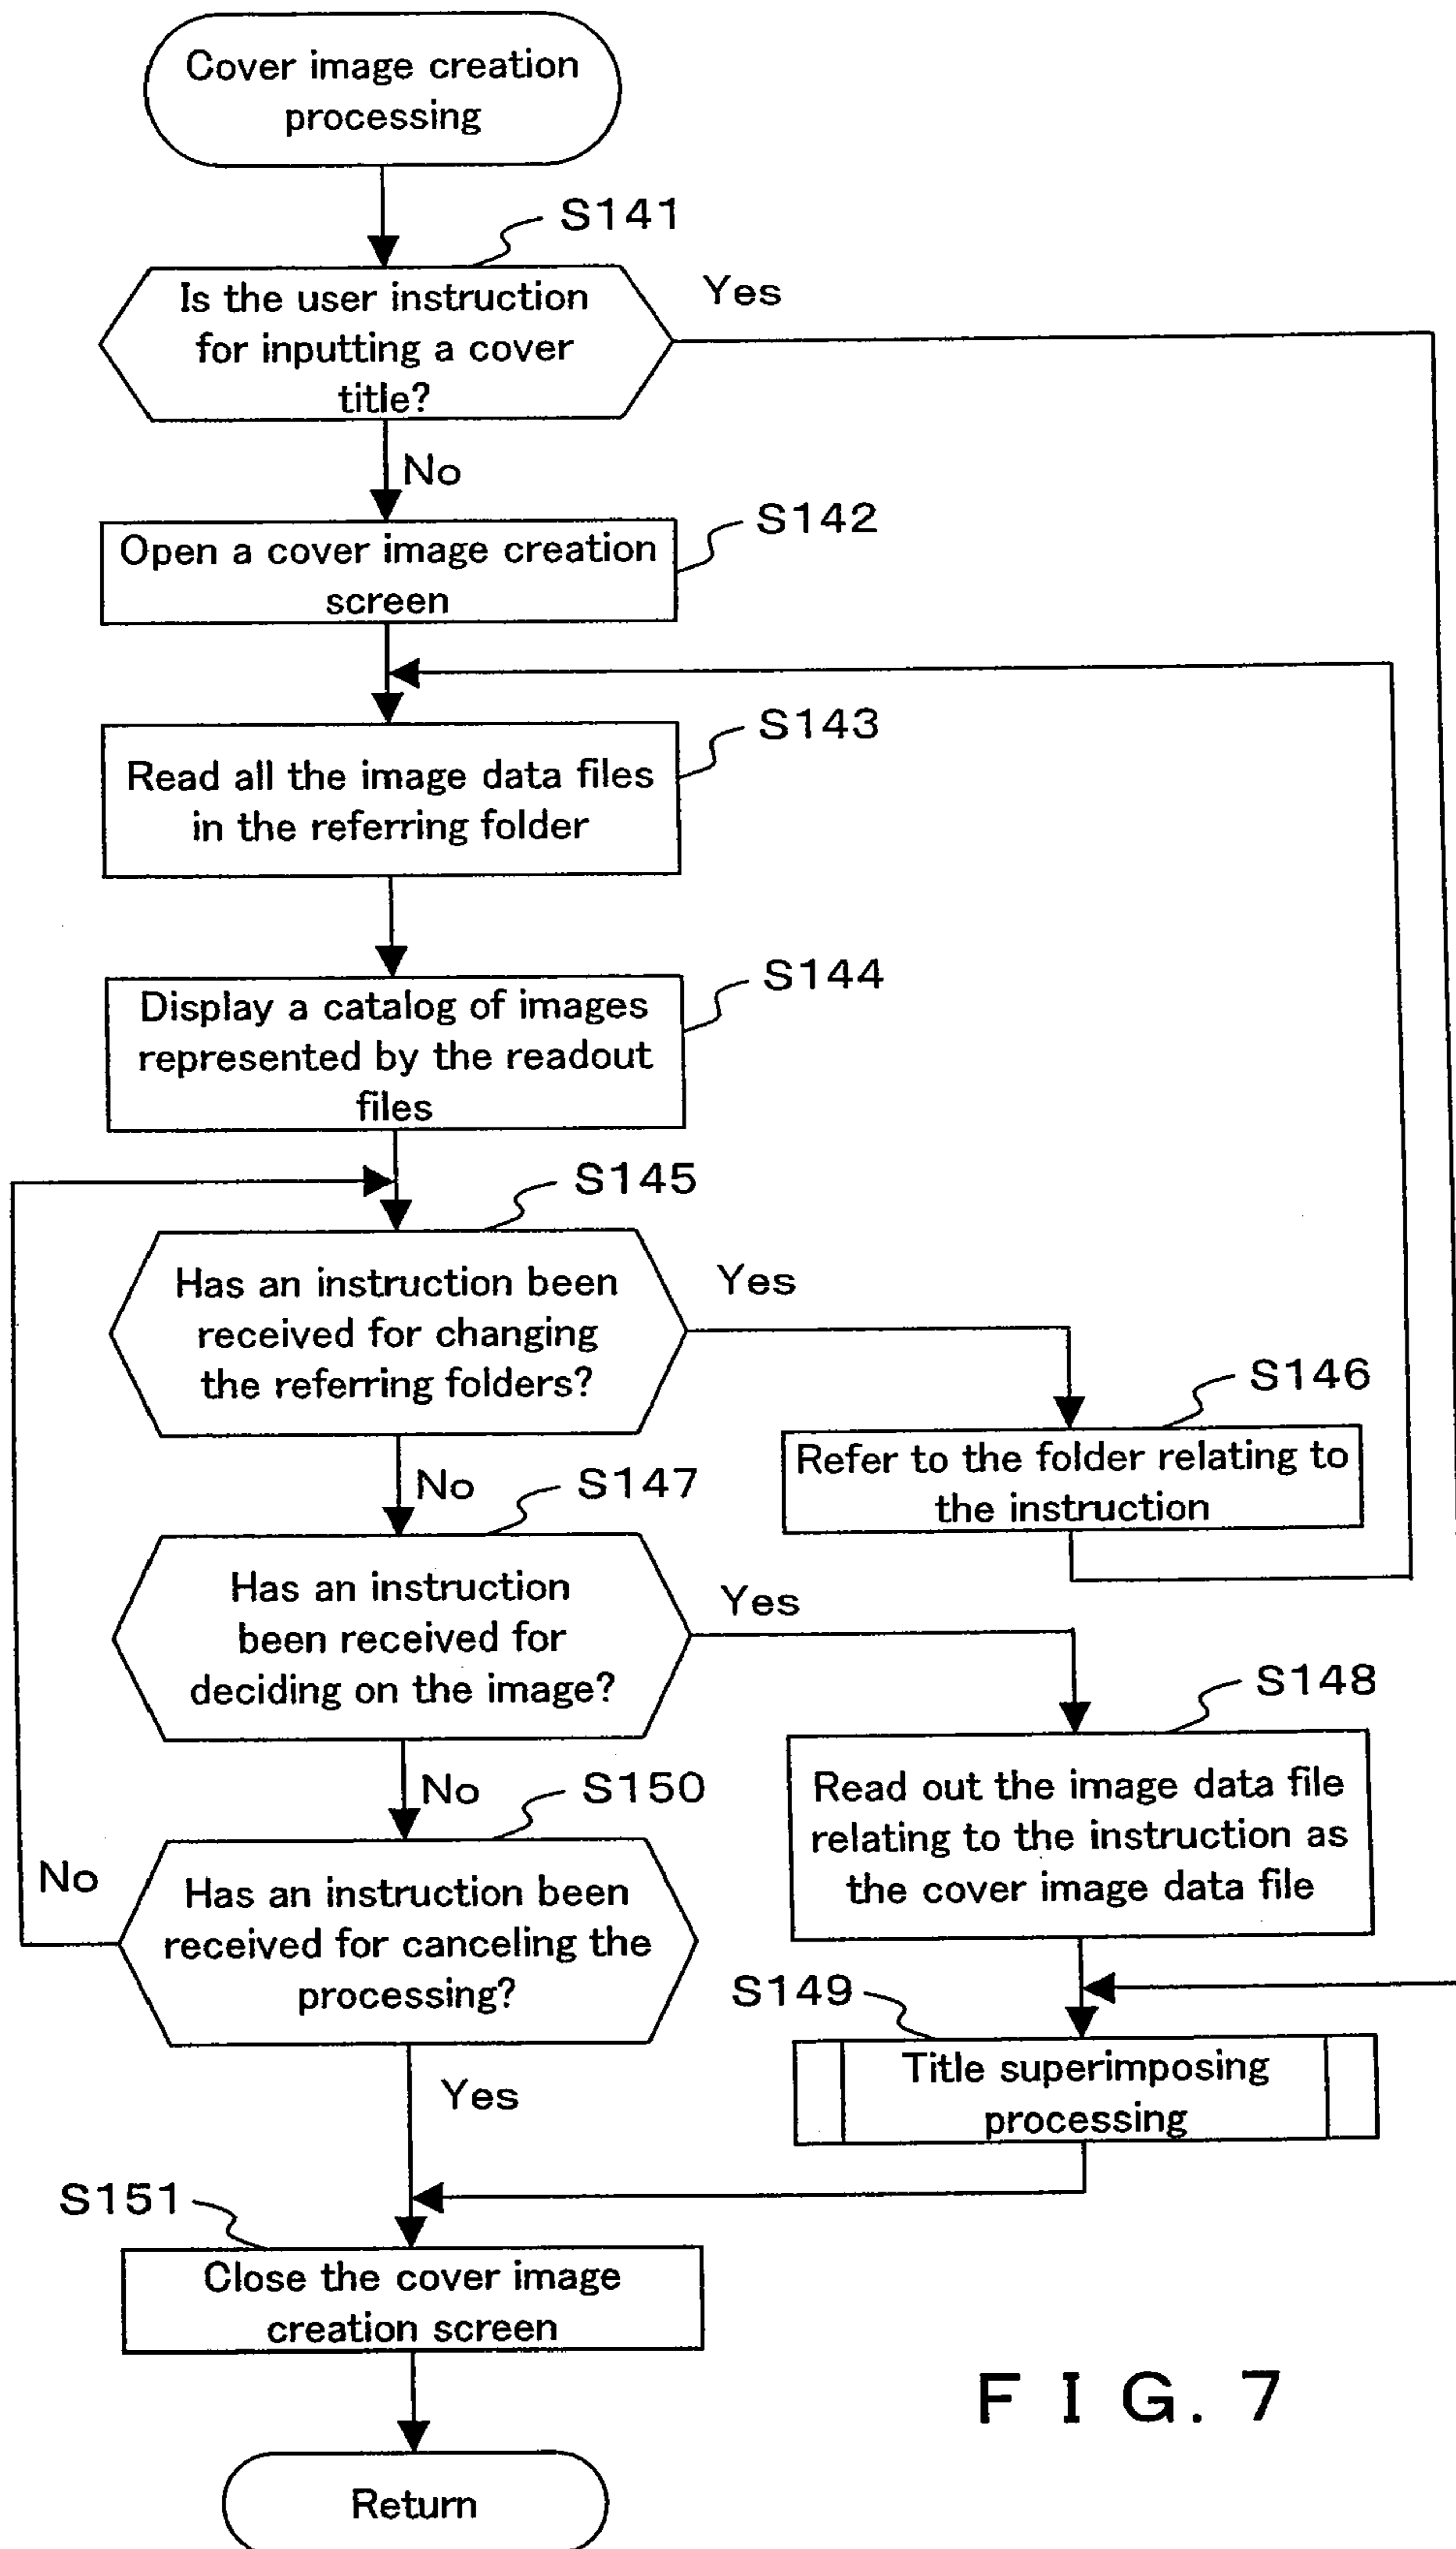 Cover image creation
processing
S141
Is the user instruction
for inputting a cover
title?
Yes
No
S142
Open a cover image creation
screen
S143
Read all the image data files
in the referring folder
S144
Display a catalog of images
represented by the readout
files
S145
Has an instruction been
received for changing
the referring folders?
Yes
S146
Refer to the folder relating to
the instruction
No
S147
Has an instruction
been received for
deciding on the image?
Yes
S148
Read out the image data file
relating to the instruction as
the cover image data file
No
S150
Has an instruction been
received for canceling the
processing?
No
S149
Title superimposing
processing
Yes
S151
Close the cover image
creation screen
Return
FIG. 7